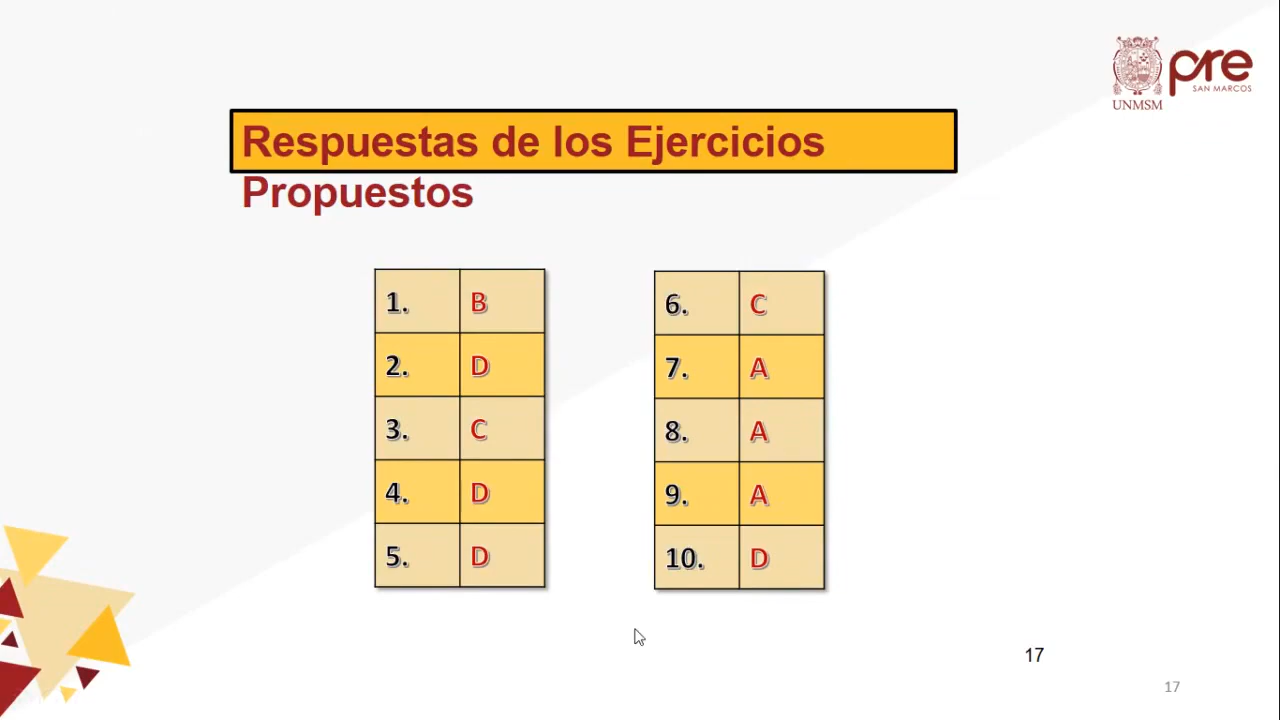 pre
SAN MARCOS
UNMSM
Respuestas de los Ejercicios
Propuestos
1. B
2. D
3. C
4. D
5. D
6. C
7. A
8. A
9. A
10. D
17
17